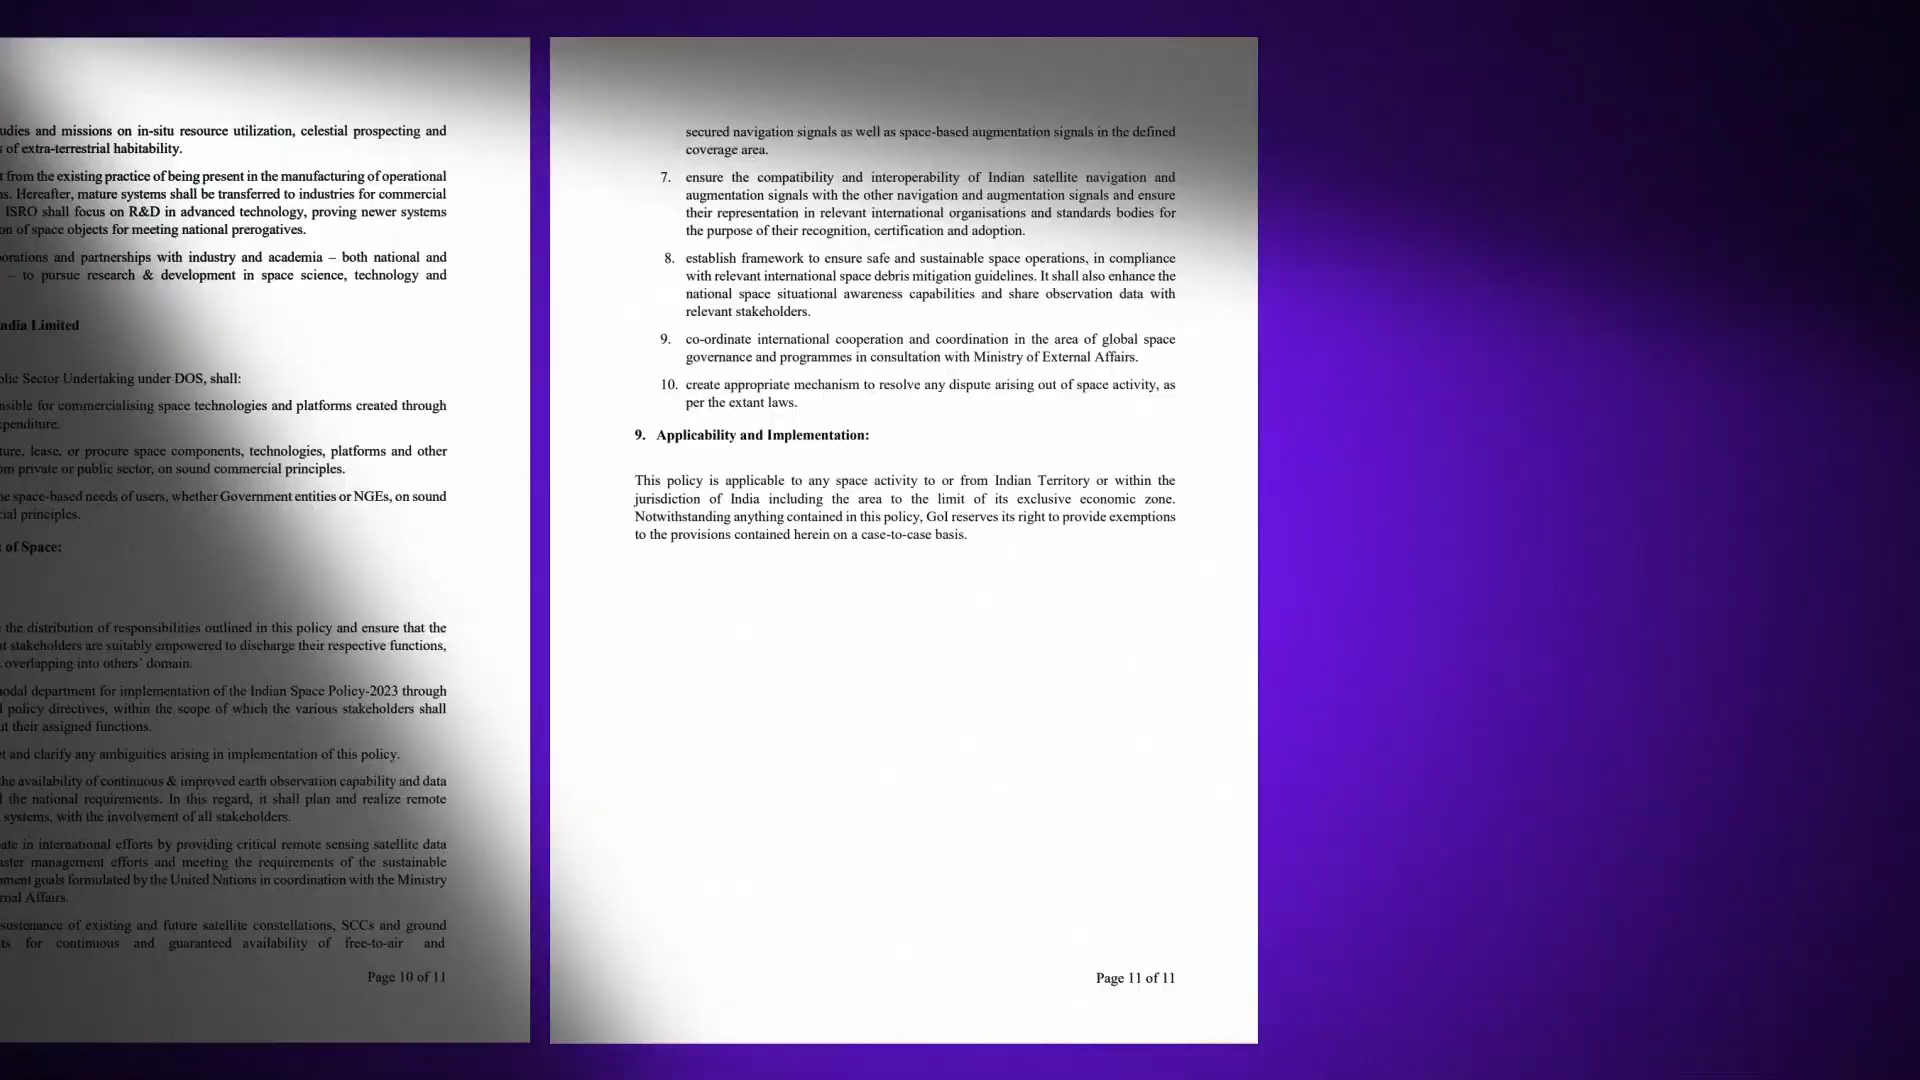 udies and missions on in-situ resource utilization, celestial prospecting and
s of extra-terrestrial habitability.
t from the existing practice of being present in the manufacturing of operational
ns. Hereafter, mature systems shall be transferred to industries for commercial
ISRO shall focus on R&D in advanced technology, proving newer systems
on of space objects for meeting national prerogatives.
orations and partnerships with industry and academia – both national and
– to pursue research & development in space science, technology and
ndia Limited
blic Sector Undertaking under DOS, shall:
nsible for commercialising space technologies and platforms created through
xpenditure.
ture, lease, or procure space components, technologies, platforms and other
om private or public sector, on sound commercial principles.
he space-based needs of users, whether Government entities or NGEs, on sound
cial principles.
t of Space:
the distribution of responsibilities outlined in this policy and ensure that the
nt stakeholders are suitably empowered to discharge their respective functions,
overlapping into others' domain.
nodal department for implementation of the Indian Space Policy-2023 through
l policy directives, within the scope of which the various stakeholders shall
ut their assigned functions.
et and clarify any ambiguities arising in implementation of this policy.
the availability of continuous & improved earth observation capability and data
l the national requirements. In this regard, it shall plan and realize remote
systems, with the involvement of all stakeholders.
ate in international efforts by providing critical remote sensing satellite data
aster management efforts and meeting the requirements of the sustainable
pment goals formulated by the United Nations in coordination with the Ministry
rnal Affairs.
sustenance of existing and future satellite constellations, SCCs and ground
ts for continuous and guaranteed availability of free-to-air and
Page 10 of 11
secured navigation signals as well as space-based augmentation signals in the defined
coverage area.
7. ensure the compatibility and interoperability of Indian satellite navigation and
augmentation signals with the other navigation and augmentation signals and ensure
their representation in relevant international organisations and standards bodies for
the purpose of their recognition, certification and adoption.
8. establish framework to ensure safe and sustainable space operations, in compliance
with relevant international space debris mitigation guidelines. It shall also enhance the
national space situational awareness capabilities and share observation data with
relevant stakeholders.
9. co-ordinate international cooperation and coordination in the area of global space
governance and programmes in consultation with Ministry of External Affairs.
10. create appropriate mechanism to resolve any dispute arising out of space activity, as
per the extant laws.
9. Applicability and Implementation:
This policy is applicable to any space activity to or from Indian Territory or within the
jurisdiction of India including the area to the limit of its exclusive economic zone.
Notwithstanding anything contained in this policy, GoI reserves its right to provide exemptions
to the provisions contained herein on a case-to-case basis.
Page 11 of 11